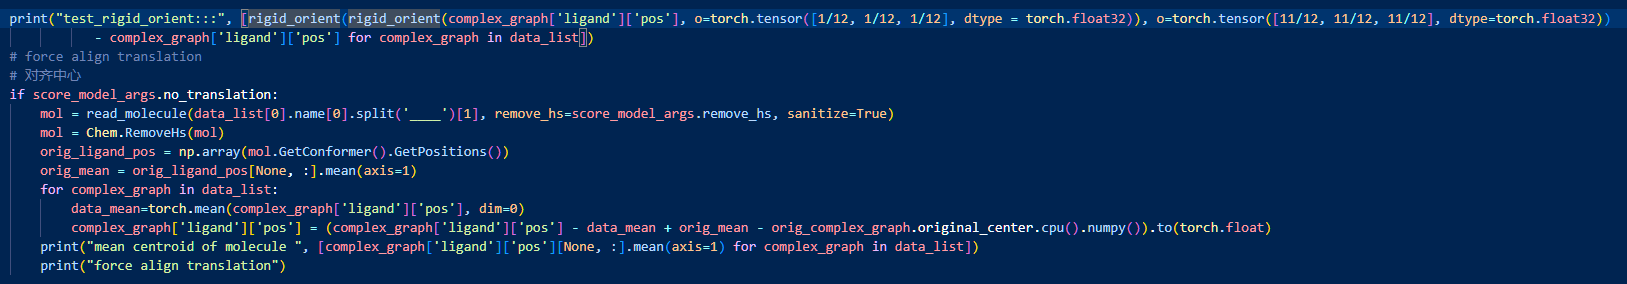 print("test_rigid_orient:::", [rigid_orient(rigid_orient(complex_graph['ligand']['pos'], o=torch.tensor([1/12, 1/12, 1/12], dtype = torch.float32)), o=torch.tensor([11/12, 11/12, 11/12], dtype=torch.float32))
- complex_graph['ligand']['pos'] for complex_graph in data_list])
# force align translation
# 对齐中心
if score_model_args.no_translation:
mol = read_molecule(data_list[0].name[0].split('____')[1], remove_hs=score_model_args.remove_hs, sanitize=True)
mol = Chem.RemoveHs(mol)
orig_ligand_pos = np.array(mol.GetConformer().GetPositions())
orig_mean = orig_ligand_pos[None, :].mean(axis=1)
for complex_graph in data_list:
data_mean=torch.mean(complex_graph['ligand']['pos'], dim=0)
complex_graph['ligand']['pos'] = (complex_graph['ligand']['pos'] - data_mean + orig_mean - orig_complex_graph.original_center.cpu().numpy()).to(torch.float)
print("mean centroid of molecule ", [complex_graph['ligand']['pos'][None, :].mean(axis=1) for complex_graph in data_list])
print("force align translation")